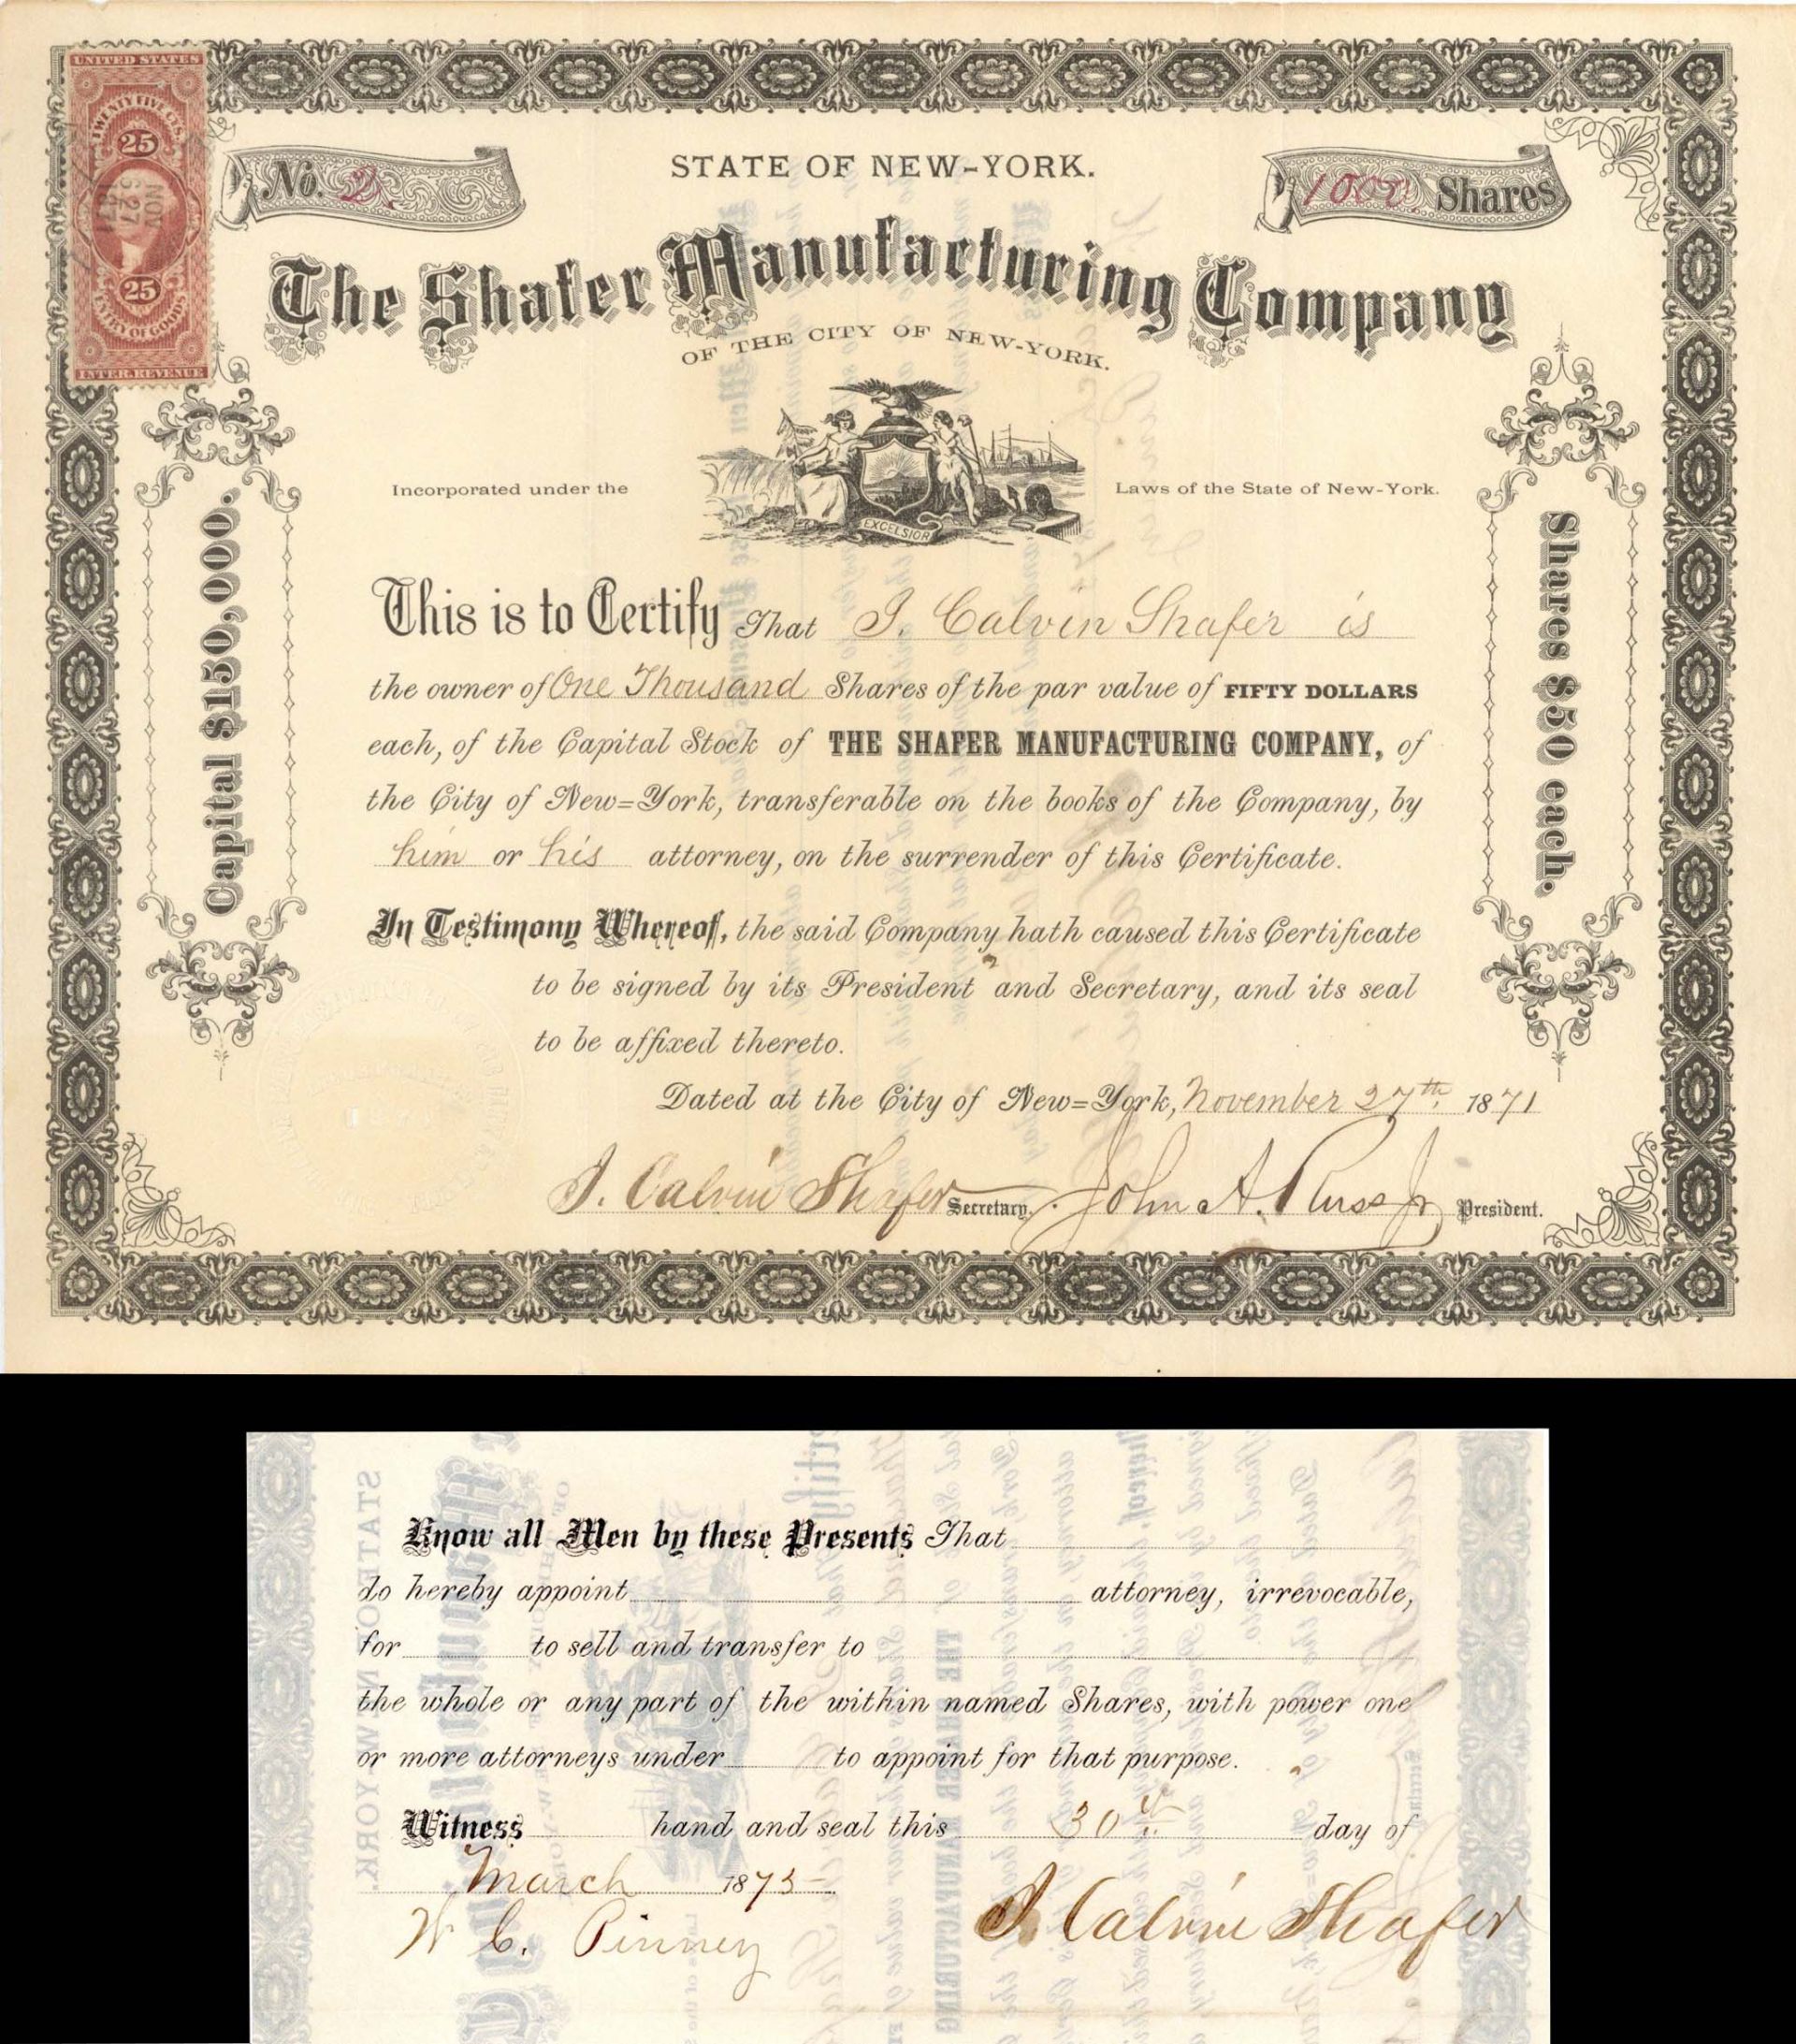 UNITED STATES
TWENTY FIVE CTS.
25
NOV
27
1871
25
ENTRY OF GOODS
INTER. REVENUE
No. 2.
STATE OF NEW-YORK.
1000. Shares
The Shafer Manufacturing Company
OF THE CITY OF NEW-YORK.
Incorporated under the Laws of the State of New-York.
EXCELSIOR
Capital $150,000.
Shares $50 each.
This is to Certify That I. Calvin Shafer is
the owner of One Thousand Shares of the par value of FIFTY DOLLARS
each, of the Capital Stock of THE SHAFER MANUFACTURING COMPANY, of
the City of New=York, transferable on the books of the Company, by
him or his attorney, on the surrender of this Certificate.
In Testimony Whereof, the said Company hath caused this Certificate
to be signed by its President and Secretary, and its seal
to be affixed thereto.
Dated at the City of New=York, November 27th. 1871
I. Calvin Shafer Secretary. John A. Russ Jr President.
Know all Men by these Presents That
do hereby appoint attorney, irrevocable,
for to sell and transfer to
the whole or any part of the within named Shares, with power one
or more attorneys under to appoint for that purpose.
Witness hand and seal this 30th day of
March 1875
W. C. Pinney I. Calvin Shafer